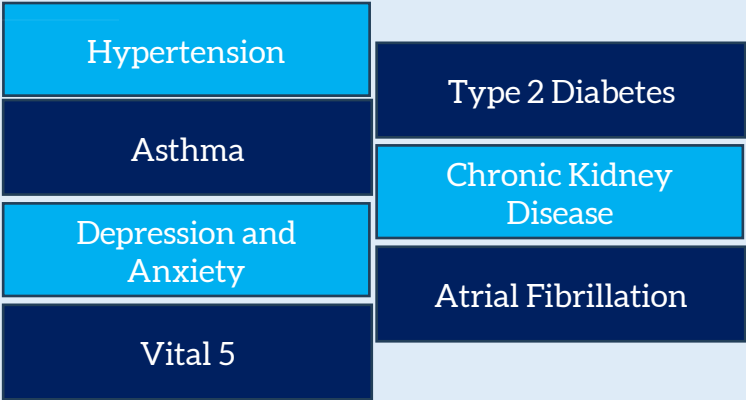 Hypertension
Asthma
Depression and
Anxiety
Vital 5
Type 2 Diabetes
Chronic Kidney
Disease
Atrial Fibrillation